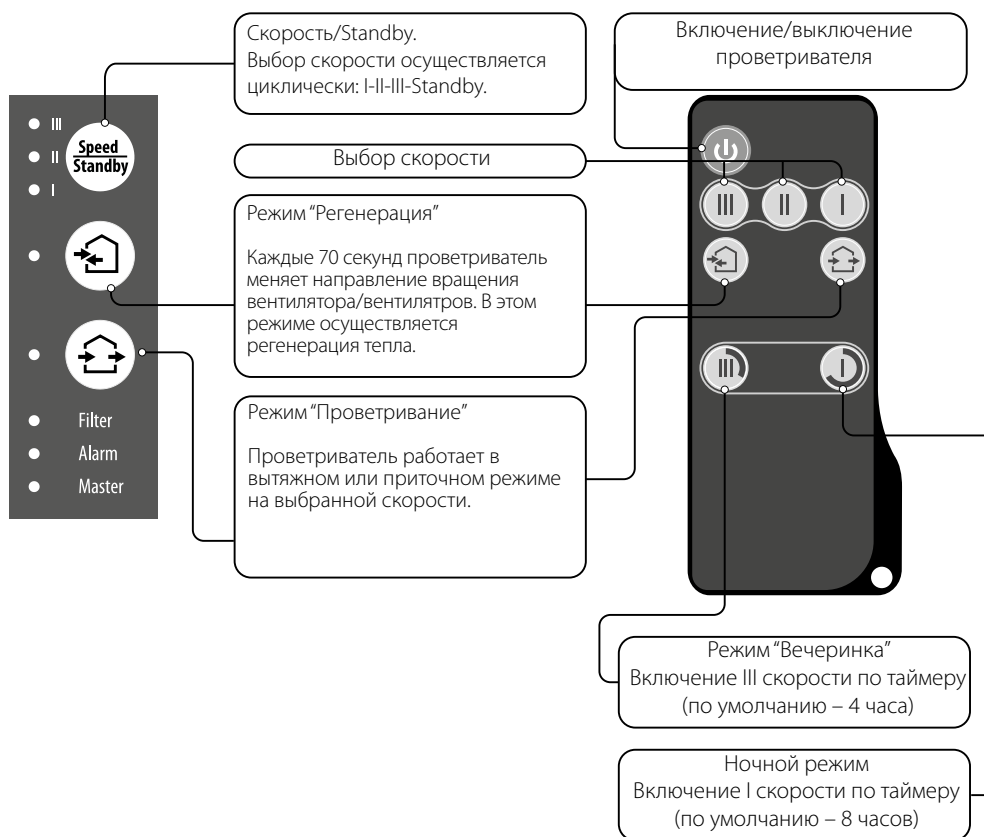 Скорость/Standby.
Выбор скорости осуществляется
циклически: I-II-III-Standby.
Включение/выключение
проветривателя
III
II
I
Speed
Standby
Выбор скорости
III
II
I
Режим “Регенерация”
Каждые 70 секунд проветриватель
меняет направление вращения
вентилятора/вентилятров. В этом
режиме осуществляется
регенерация тепла.
III
I
Режим “Проветривание”
Проветриватель работает в
вытяжном или приточном режиме
на выбранной скорости.
Filter
Alarm
Master
Режим “Вечеринка”
Включение III скорости по таймеру
(по умолчанию – 4 часа)
Ночной режим
Включение I скорости по таймеру
(по умолчанию – 8 часов)